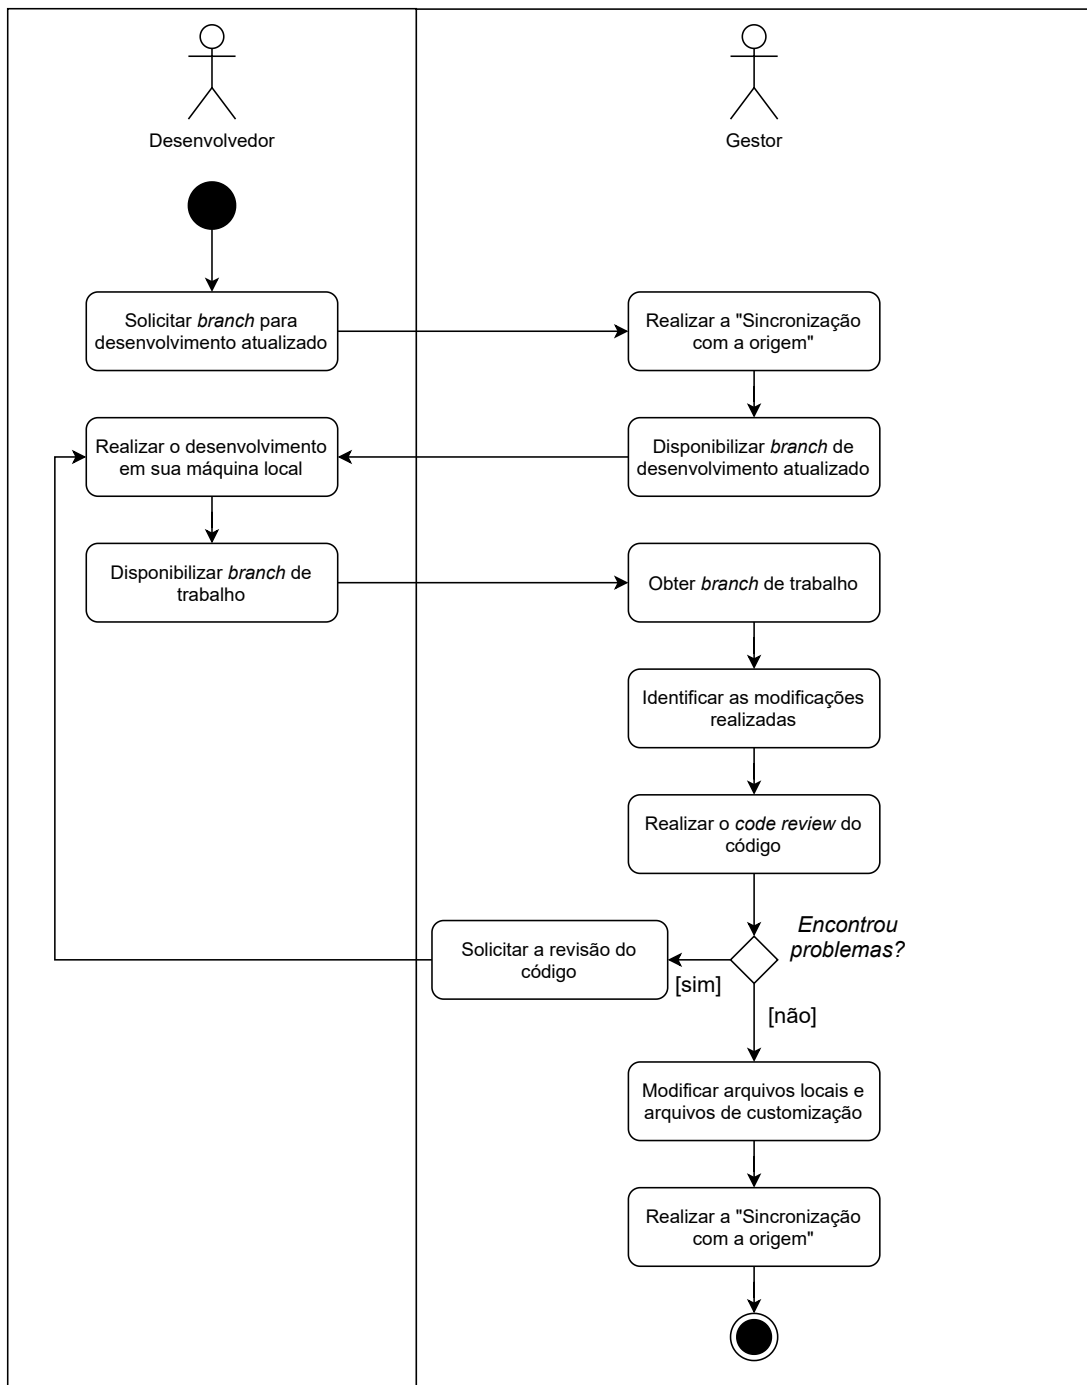 Desenvolvedor
Gestor
Solicitar branch para
desenvolvimento atualizado
Realizar a "Sincronização
com a origem"
Realizar o desenvolvimento
em sua máquina local
Disponibilizar branch de
desenvolvimento atualizado
Disponibilizar branch de
trabalho
Obter branch de trabalho
Identificar as modificações
realizadas
Realizar o code review do
código
Encontrou
problemas?
Solicitar a revisão do
código
[sim]
[não]
Modificar arquivos locais e
arquivos de customização
Realizar a "Sincronização
com a origem"